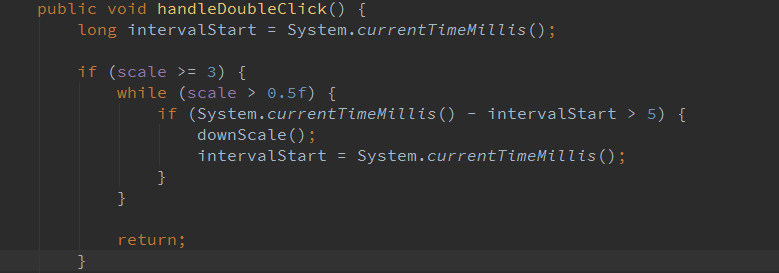 public void handleDoubleClick() {
    long intervalStart = System.currentTimeMillis();

    if (scale >= 3) {
        while (scale > 0.5f) {
            if (System.currentTimeMillis() - intervalStart > 5) {
                downScale();
                intervalStart = System.currentTimeMillis();
            }
        }

        return;
    }